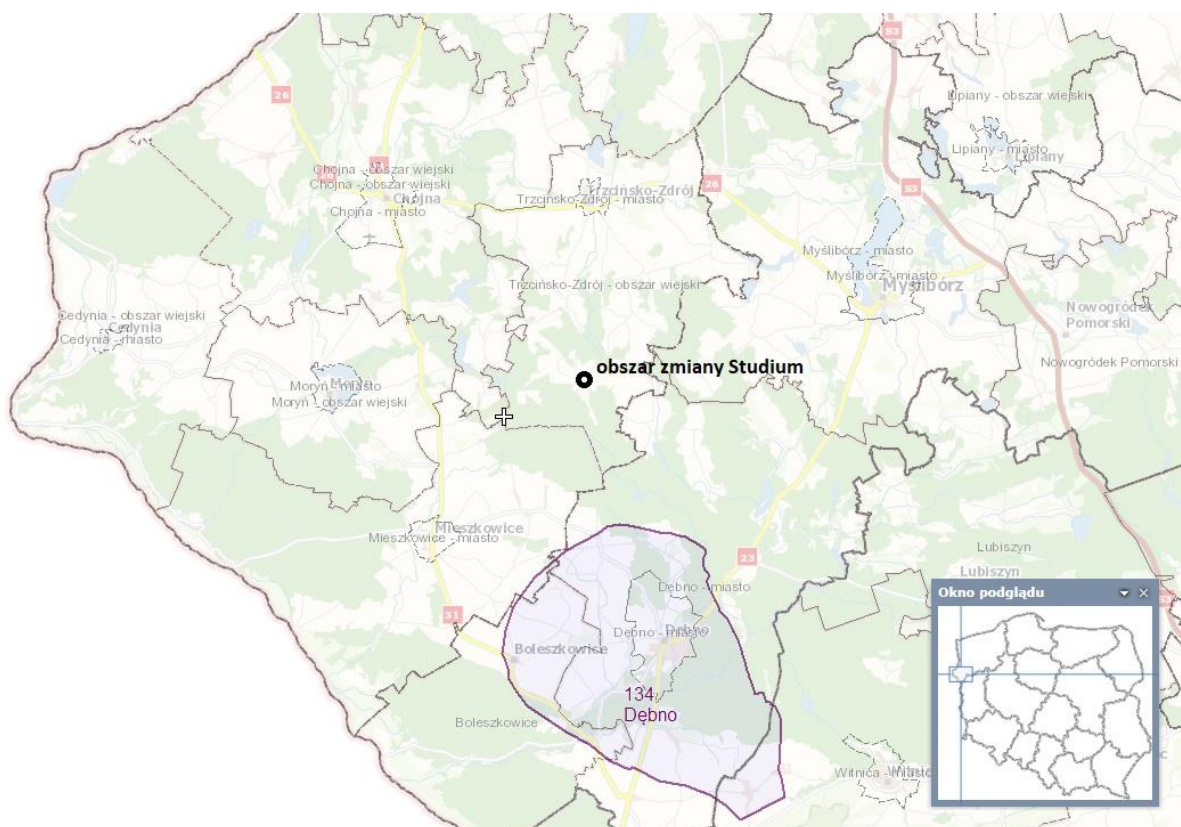 S3
Lipiany - obszar wiejski
26
Lipiany - miasto
Lipiany
Chojna - obszar wiejski
26
Chojna - obszar wiejski
Chojna
Chojna - miasto
Trzcińsko-Zdrój
Trzcińsko-Zdrój - miasto
26
S3
Myślibórz - miasto
Myślibórz - miasto
Myślibórz
Trzcińsko-Zdrój - obszar wiejski
Nowogródek
Pomorski
Cedynia - obszar wiejski
Cedynia
Cedynia - miasto
Nowogródek Pomorski
obszar zmiany Studium
Moryń - miasto
Moryń
Moryń - obszar wiejski
Mieszkowice
Mieszkowice - miasto
23
Lubiszyn
Lubiszyn
Dębno - miasto
Okno podglądu
31
Dębno
Dębno - miasto
Boleszkowice
134
Dębno
Boleszkowice
Witnica - miasto